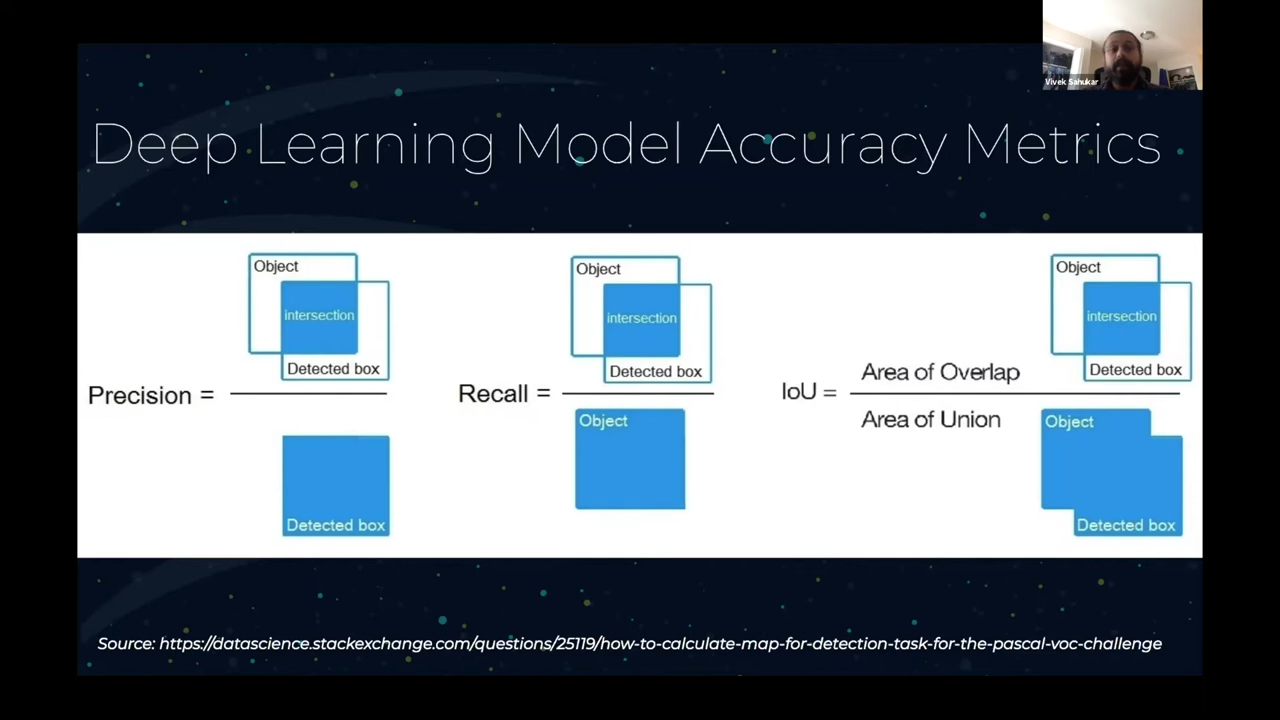 Vivek Sahukar
Deep Learning Model Accuracy Metrics
Object
intersection
Detected box
Precision =
Detected box
Object
intersection
Detected box
Recall =
Object
Object
intersection
Detected box
IoU =
Area of Overlap
Area of Union
Object
Detected box
Source: https://datascience.stackexchange.com/questions/25119/how-to-calculate-map-for-detection-task-for-the-pascal-voc-challenge